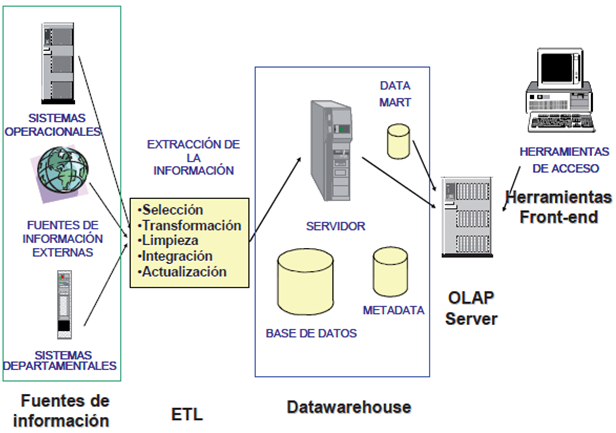 SISTEMAS
OPERACIONALES
FUENTES DE
INFORMACIÓN
EXTERNAS
SISTEMAS
DEPARTAMENTALES
Fuentes de
información
EXTRACCIÓN DE
LA
INFORMACIÓN
•Selección
•Transformación
•Limpieza
•Integración
•Actualización
ETL
DATA
MART
SERVIDOR
BASE DE DATOS
METADATA
Datawarehouse
OLAP
Server
HERRAMIENTAS
DE ACCESO
Herramientas
Front-end